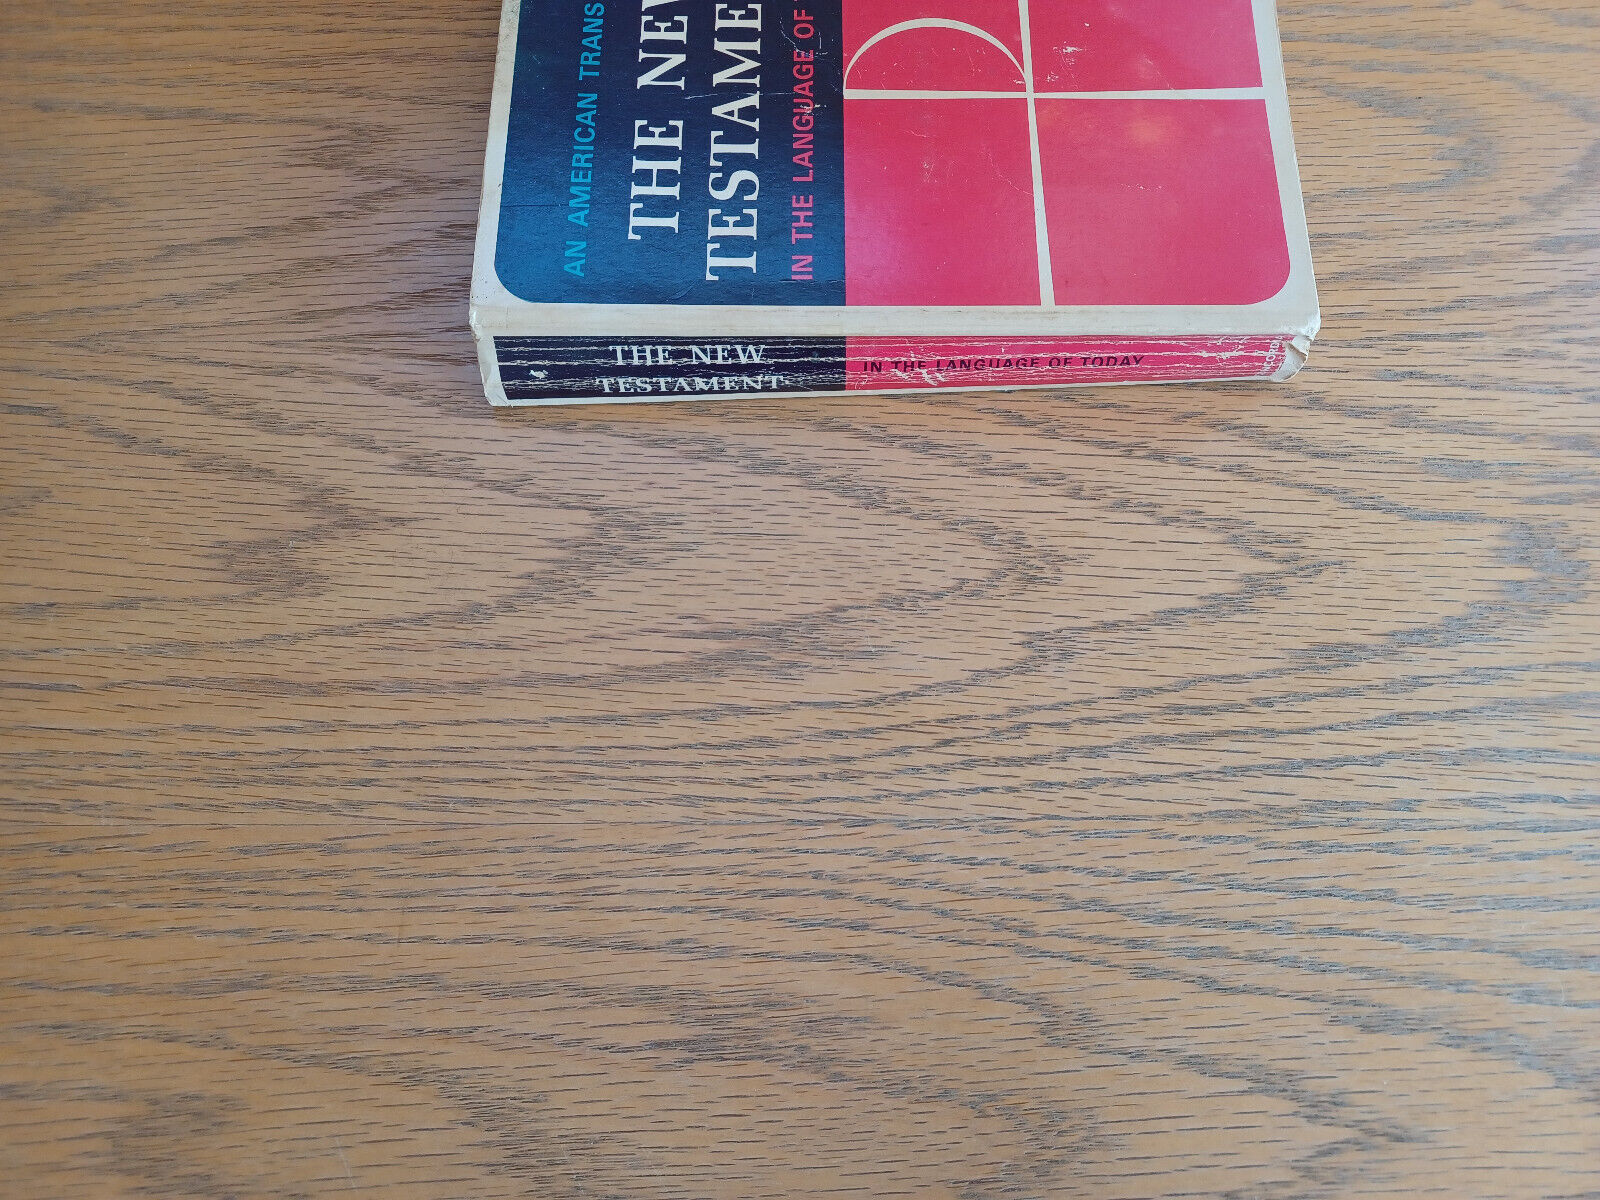 AN AMERICAN TRANS
THE NEW
TESTAME
IN THE LANGUAGE OF
THE NEW
TESTAMENT
IN THE LANGUAGE OF TODAY